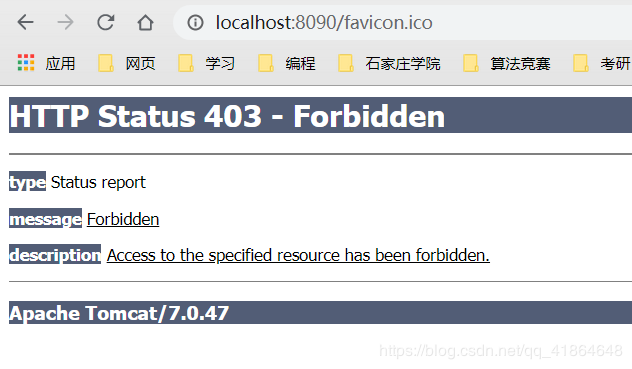 localhost:8090/favicon.ico
应用 网页 学习 编程 石家庄学院 算法竞赛 考研
HTTP Status 403 - Forbidden
type Status report
message Forbidden
description Access to the specified resource has been forbidden.
Apache Tomcat/7.0.47
https://blog.csdn.net/qq_41864648